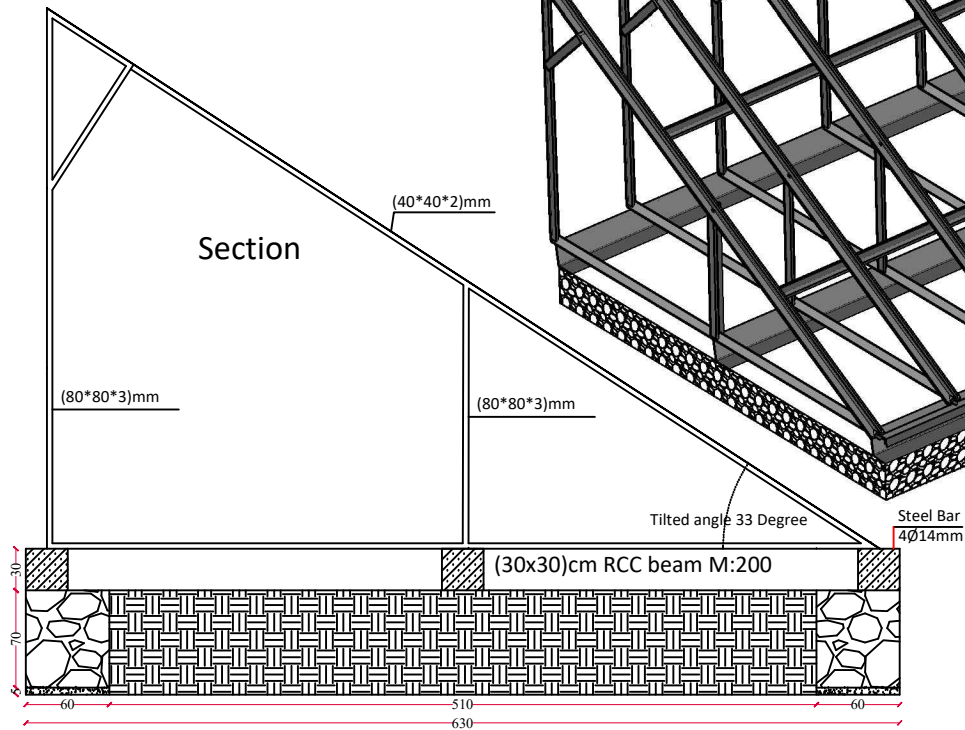 (40*40*2)mm
Section
(80*80*3)mm
(80*80*3)mm
Tilted angle 33 Degree
Steel Bar
4Ø14mm
(30x30)cm RCC beam M:200
30
70
60
510
60
630